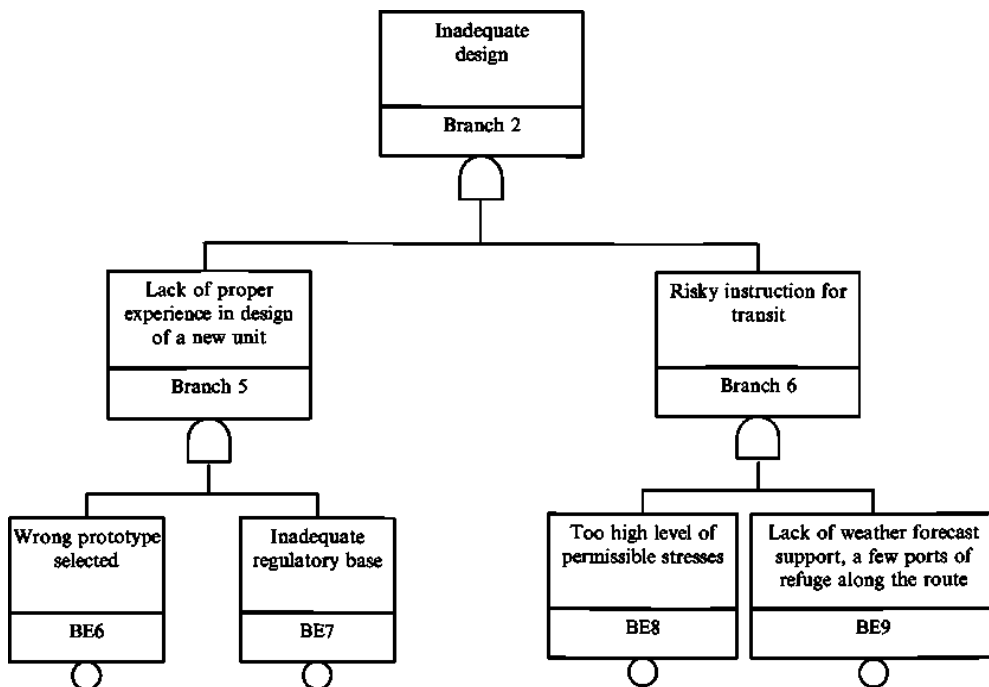 Inadequate
design
Branch 2
Lack of proper
experience in design
of a new unit
Branch 5
Risky instruction for
transit
Branch 6
Wrong prototype
selected
BE6
Inadequate
regulatory base
BE7
Too high level of
permissible stresses
BE8
Lack of weather forecast
support, a few ports of
refuge along the route
BE9